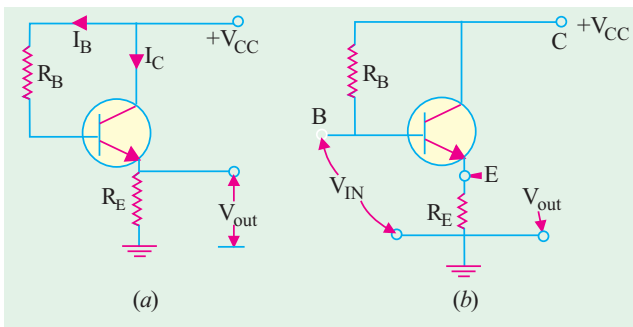 I_B
I_C
+V_CC
R_B
R_E
V_out
(a)
C
+V_CC
R_B
B
V_IN
E
R_E
V_out
(b)